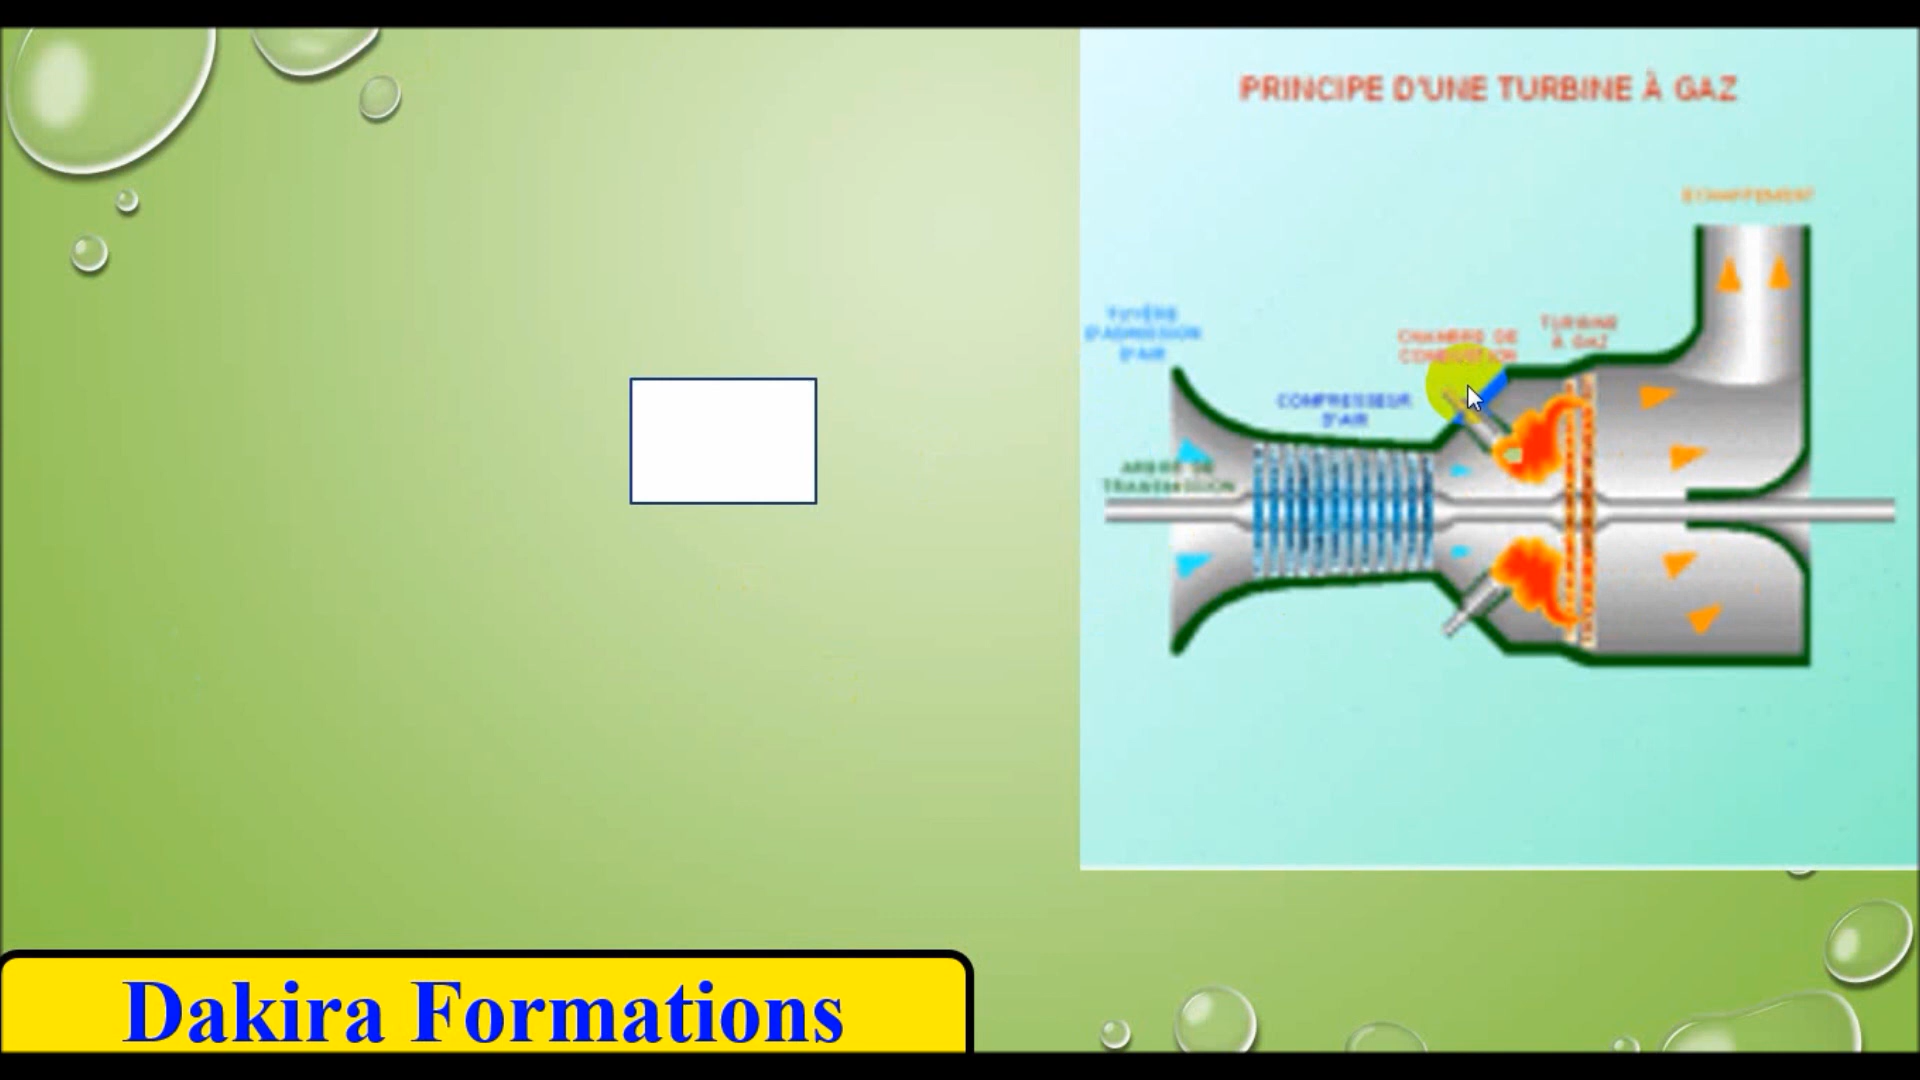 PRINCIPE D'UNE TURBINE À GAZ
ECHAPPEMENT
TUYÈRE
D'ADMISSION
D'AIR
CHAMBRE DE
COMBUSTION
TURBINE
À GAZ
COMPRESSEUR
D'AIR
ARBRE DE
TRANSMISSION
Dakira Formations